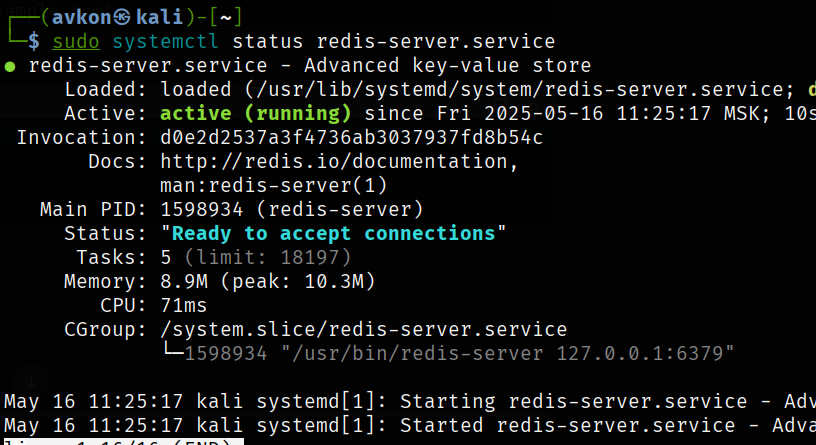 ┌──(avkon㉿kali)-[~]
└─$ sudo systemctl status redis-server.service
● redis-server.service - Advanced key-value store
Loaded: loaded (/usr/lib/systemd/system/redis-server.service; d
Active: active (running) since Fri 2025-05-16 11:25:17 MSK; 10s
Invocation: d0e2d2537a3f4736ab3037937fd8b54c
Docs: http://redis.io/documentation,
man:redis-server(1)
Main PID: 1598934 (redis-server)
Status: "Ready to accept connections"
Tasks: 5 (limit: 18197)
Memory: 8.9M (peak: 10.3M)
CPU: 71ms
CGroup: /system.slice/redis-server.service
└─1598934 "/usr/bin/redis-server 127.0.0.1:6379"
May 16 11:25:17 kali systemd[1]: Starting redis-server.service - Adv
May 16 11:25:17 kali systemd[1]: Started redis-server.service - Adva
lines 1-16/16 (END)